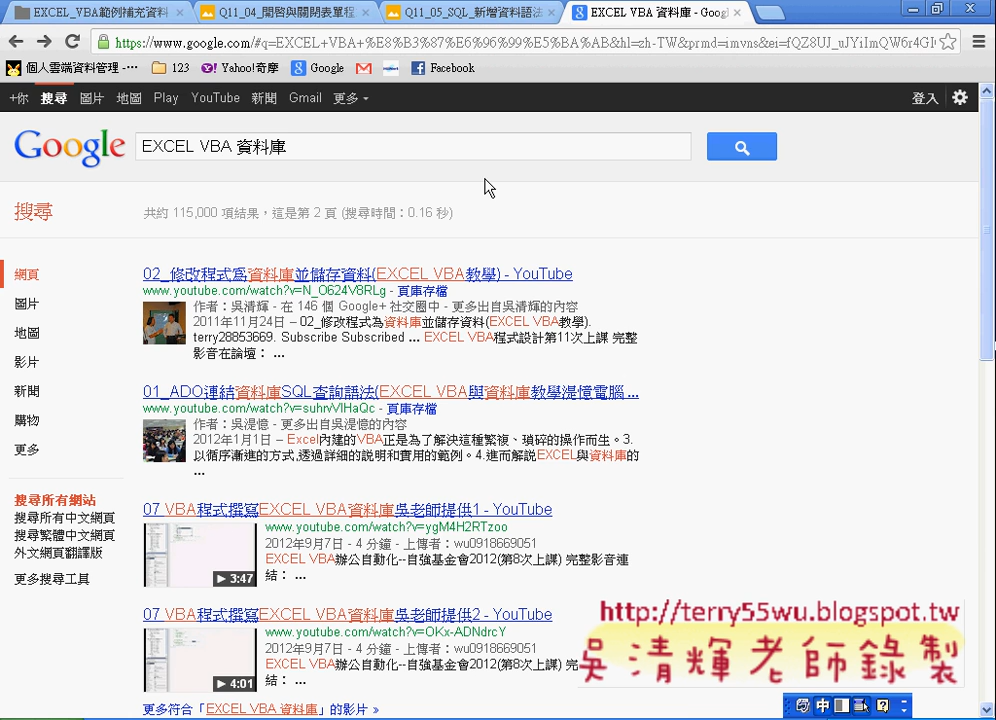 EXCEL_VBA範例補充資料
Q11_04_開啓與關閉表單程
Q11_05_SQL_新增資料語法
EXCEL VBA 資料庫 - Goog
https://www.google.com/#q=EXCEL+VBA+%E8%B3%87%E6%96%99%E5%BA%AB&hl=zh-TW&prmd=imvns&ei=fQZ8UJ_uJYiImQW6r4GI
個人雲端資料管理 -…
123
Yahoo!奇摩
Google
Facebook
+你 搜尋 圖片 地圖 Play YouTube 新聞 Gmail 更多
登入
Google
EXCEL VBA 資料庫
搜尋
共約 115,000 項結果，這是第 2 頁 (搜尋時間：0.16 秒)
網頁
圖片
地圖
影片
新聞
購物
更多
搜尋所有網站
搜尋所有中文網頁
搜尋繁體中文網頁
外文網頁翻譯版
更多搜尋工具
02_修改程式爲資料庫並儲存資料(EXCEL VBA教學) - YouTube
www.youtube.com/watch?v=N_O624V8RLg - 頁庫存檔
作者：吳清輝 - 在 146 個 Google+ 社交圈中 - 更多出自吳清輝的內容
2011年11月24日 – 02_修改程式為資料庫並儲存資料(EXCEL VBA教學).
terry28853669. Subscribe Subscribed ... EXCEL VBA程式設計第11次上課 完整
影音在論壇： ...
01_ADO連結資料庫SQL查詢語法(EXCEL VBA與資料庫教學湜憶電腦 ...
www.youtube.com/watch?v=suhrvVlHaQc - 頁庫存檔
作者：吳湜憶 - 更多出自吳湜憶的內容
2012年1月1日 – Excel內建的VBA正是為了解決這種繁複、瑣碎的操作而生。3.
以循序漸進的方式,透過詳細的說明和實用的範例。4.進而解說EXCEL與資料庫的
...
07 VBA程式撰寫EXCEL VBA資料庫吳老師提供1 - YouTube
www.youtube.com/watch?v=ygM4H2RTzoo
2012年9月7日 - 4 分鐘 - 上傳者：wu0918669051
EXCEL VBA辦公自動化--自強基金會2012(第8次上課) 完整影音連
結： ...
3:47
07 VBA程式撰寫EXCEL VBA資料庫吳老師提供2 - YouTube
www.youtube.com/watch?v=OKx-ADNdrcY
2012年9月7日 - 4 分鐘 - 上傳者：wu0918669051
EXCEL VBA辦公自動化--自強基金會2012(第8次上課) 完
結： ...
4:01
更多符合「EXCEL VBA 資料庫」的影片 »
http://terry55wu.blogspot.tw
吳清輝老師錄製
中